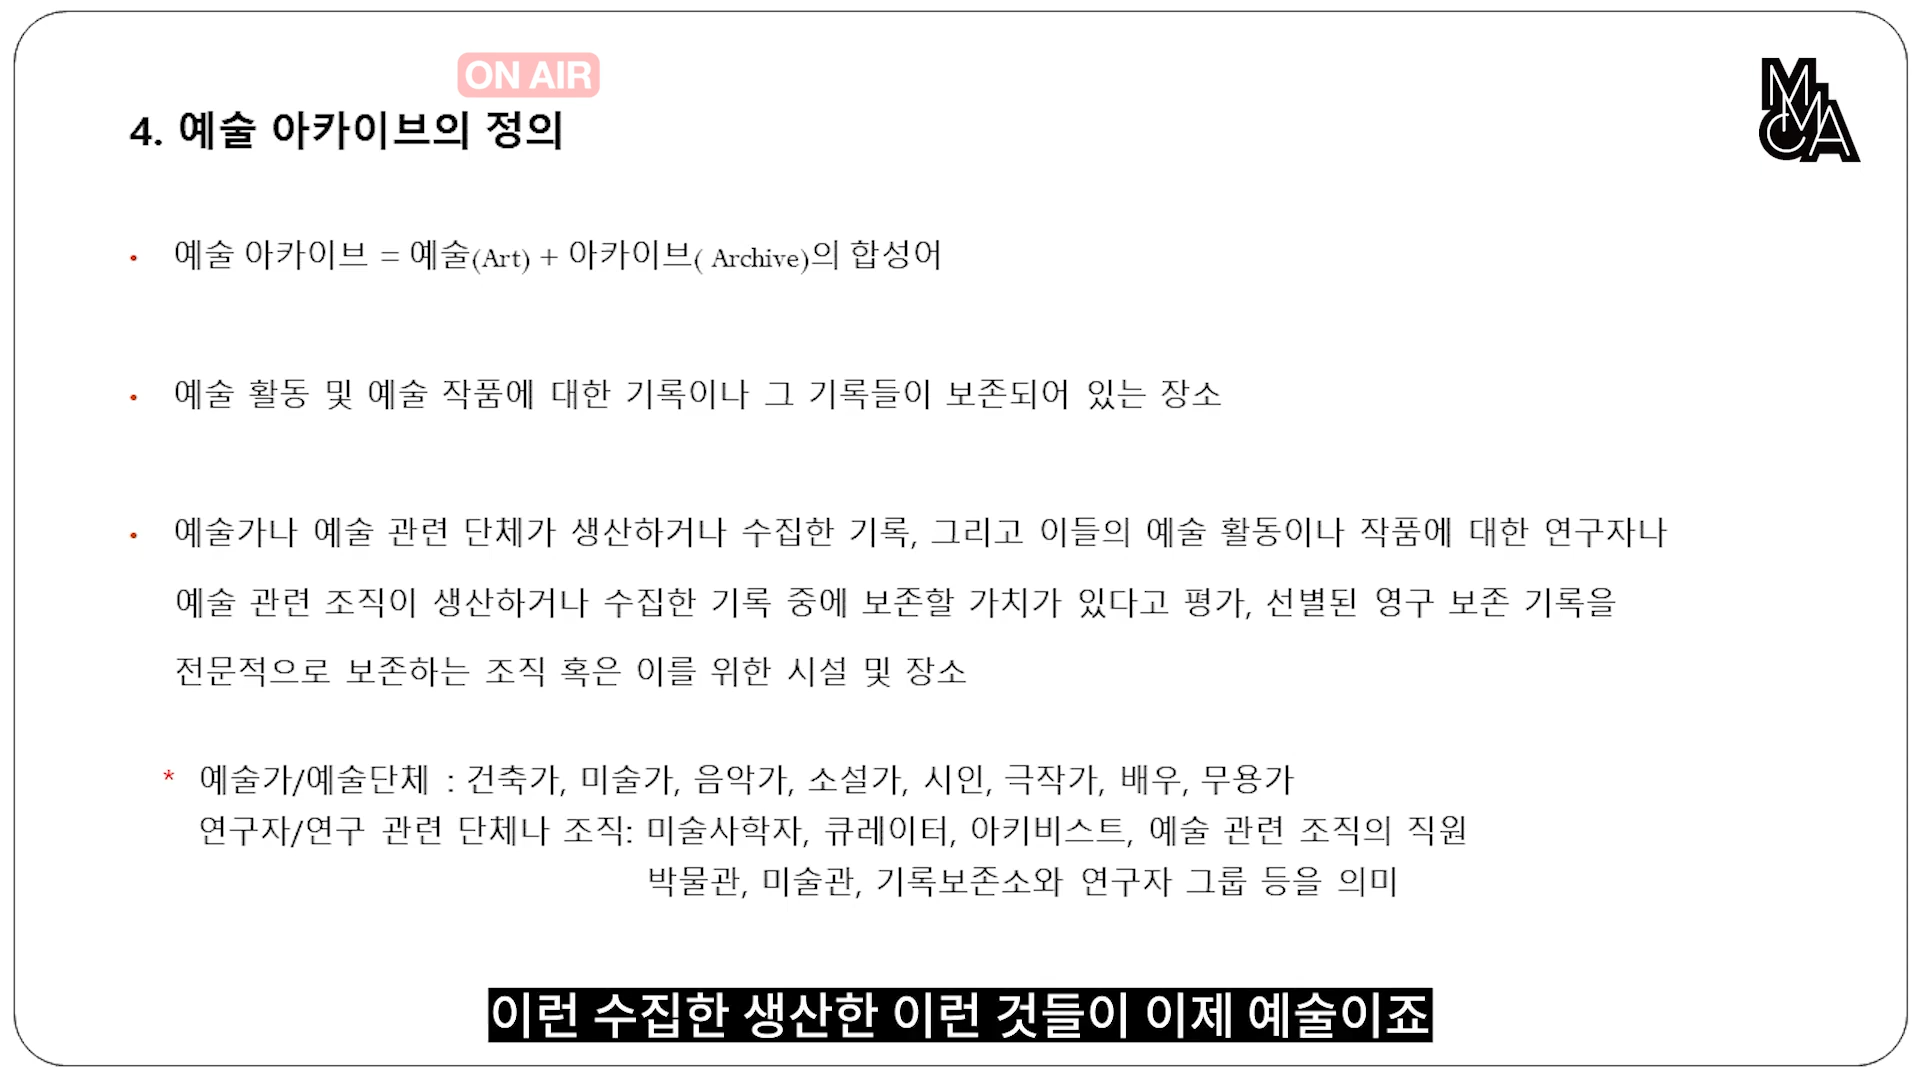 ON AIR
MMCA
4. 예술 아카이브의 정의
• 예술 아카이브 = 예술(Art) + 아카이브( Archive)의 합성어
• 예술 활동 및 예술 작품에 대한 기록이나 그 기록들이 보존되어 있는 장소
• 예술가나 예술 관련 단체가 생산하거나 수집한 기록, 그리고 이들의 예술 활동이나 작품에 대한 연구자나
예술 관련 조직이 생산하거나 수집한 기록 중에 보존할 가치가 있다고 평가, 선별된 영구 보존 기록을
전문적으로 보존하는 조직 혹은 이를 위한 시설 및 장소
* 예술가/예술단체 : 건축가, 미술가, 음악가, 소설가, 시인, 극작가, 배우, 무용가
연구자/연구 관련 단체나 조직: 미술사학자, 큐레이터, 아키비스트, 예술 관련 조직의 직원
박물관, 미술관, 기록보존소와 연구자 그룹 등을 의미
이런 수집한 생산한 이런 것들이 이제 예술이죠